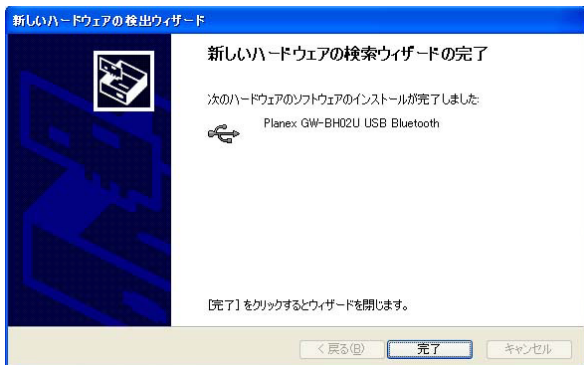 新しいハードウェアの検出ウィザード
新しいハードウェアの検索ウィザードの完了
次のハードウェアのソフトウェアのインストールが完了しました:
Planex GW-BH02U USB Bluetooth
[完了] をクリックするとウィザードを閉じます。
< 戻る(B) 完了 キャンセル